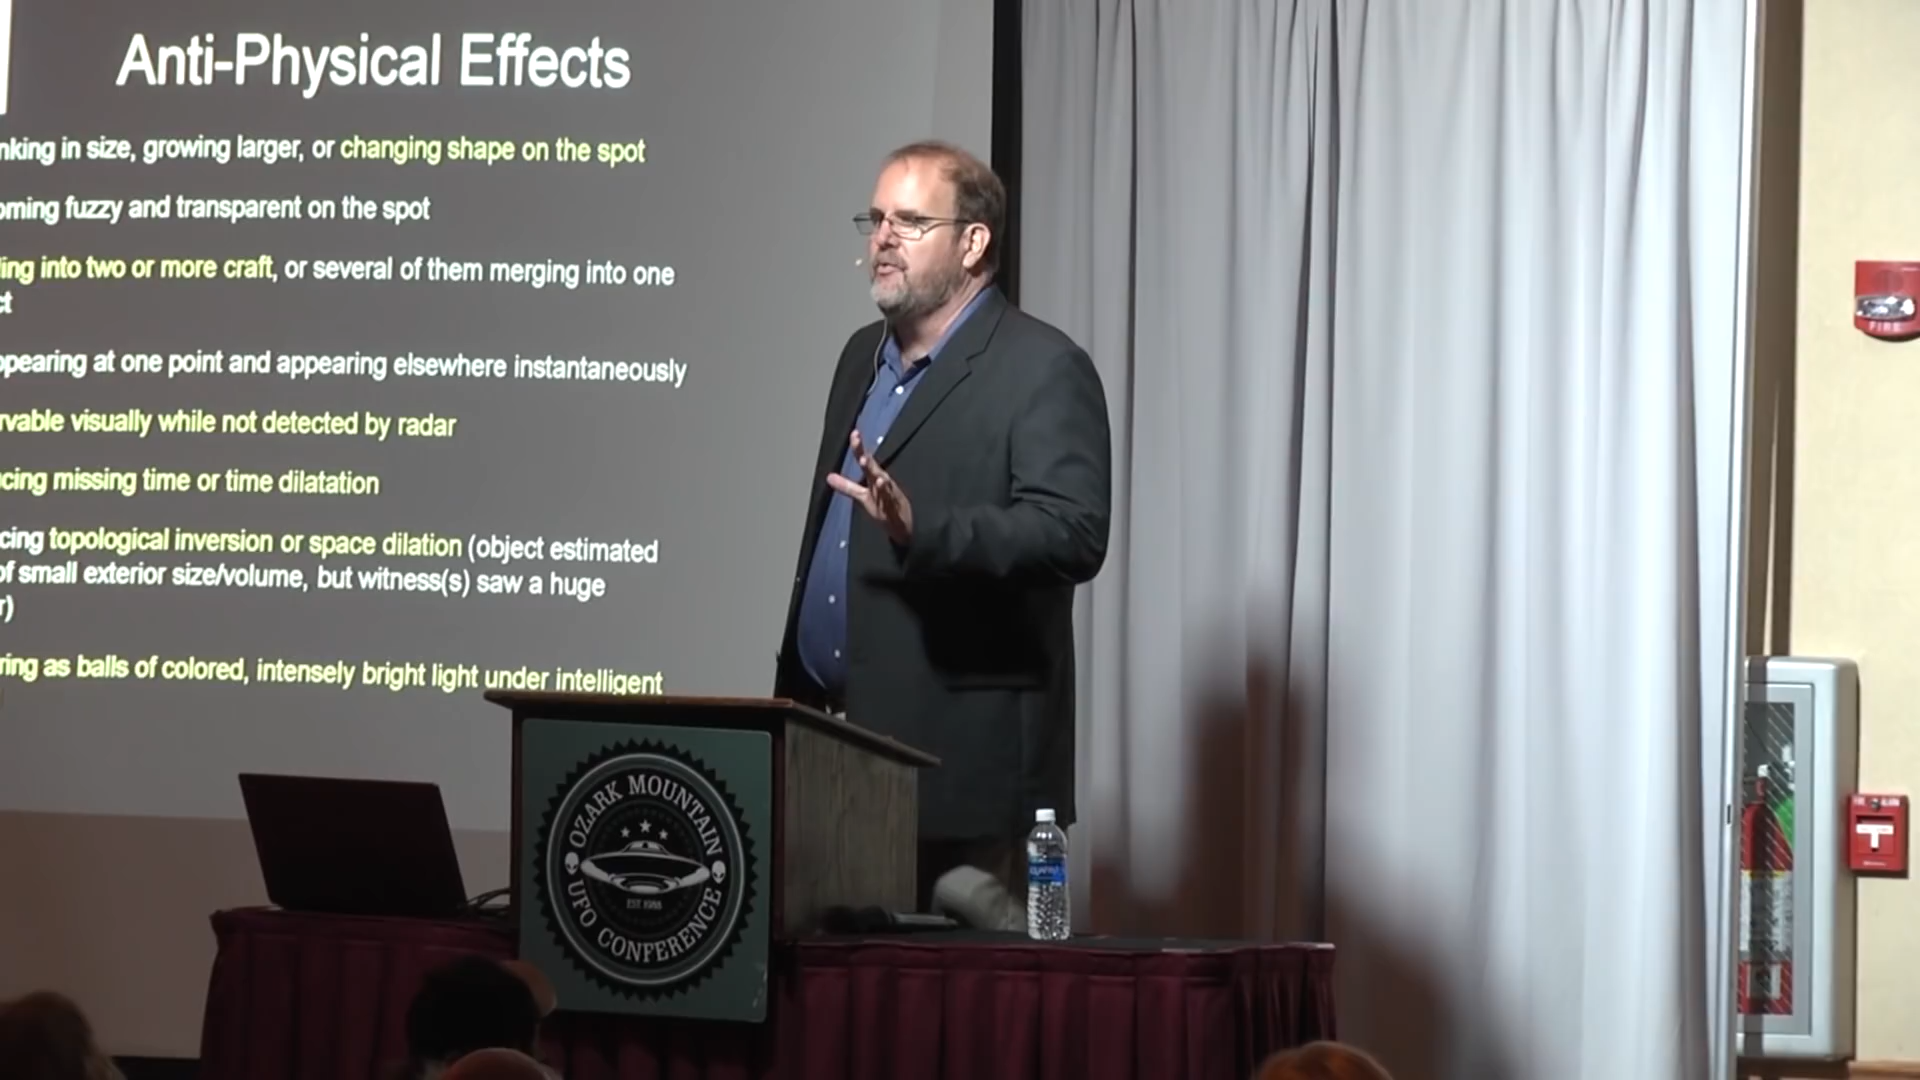 Anti-Physical Effects
nking in size, growing larger, or changing shape on the spot
oming fuzzy and transparent on the spot
ling into two or more craft, or several of them merging into one
ct
ppearing at one point and appearing elsewhere instantaneously
rvable visually while not detected by radar
cing missing time or time dilatation
cing topological inversion or space dilation (object estimated
of small exterior size/volume, but witness(s) saw a huge
r)
ring as balls of colored, intensely bright light under intelligent
OZARK MOUNTAIN
EST. 1988
UFO CONFERENCE
FIRE